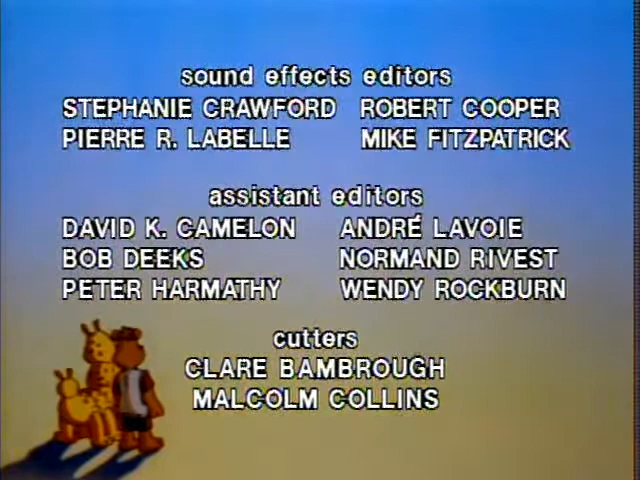 sound effects editors
STEPHANIE CRAWFORD ROBERT COOPER
PIERRE R. LABELLE MIKE FITZPATRICK
assistant editors
DAVID K. CAMELON ANDRÉ LAVOIE
BOB DEEKS NORMAND RIVEST
PETER HARMATHY WENDY ROCKBURN
cutters
CLARE BAMBROUGH
MALCOLM COLLINS